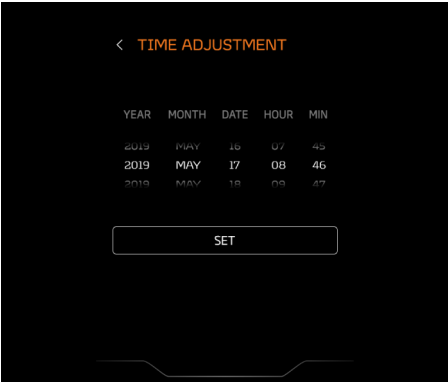 < TIME ADJUSTMENT
YEAR MONTH DATE HOUR MIN
2019 MAY 16 07 45
2019 MAY 17 08 46
2019 MAY 18 09 47
SET